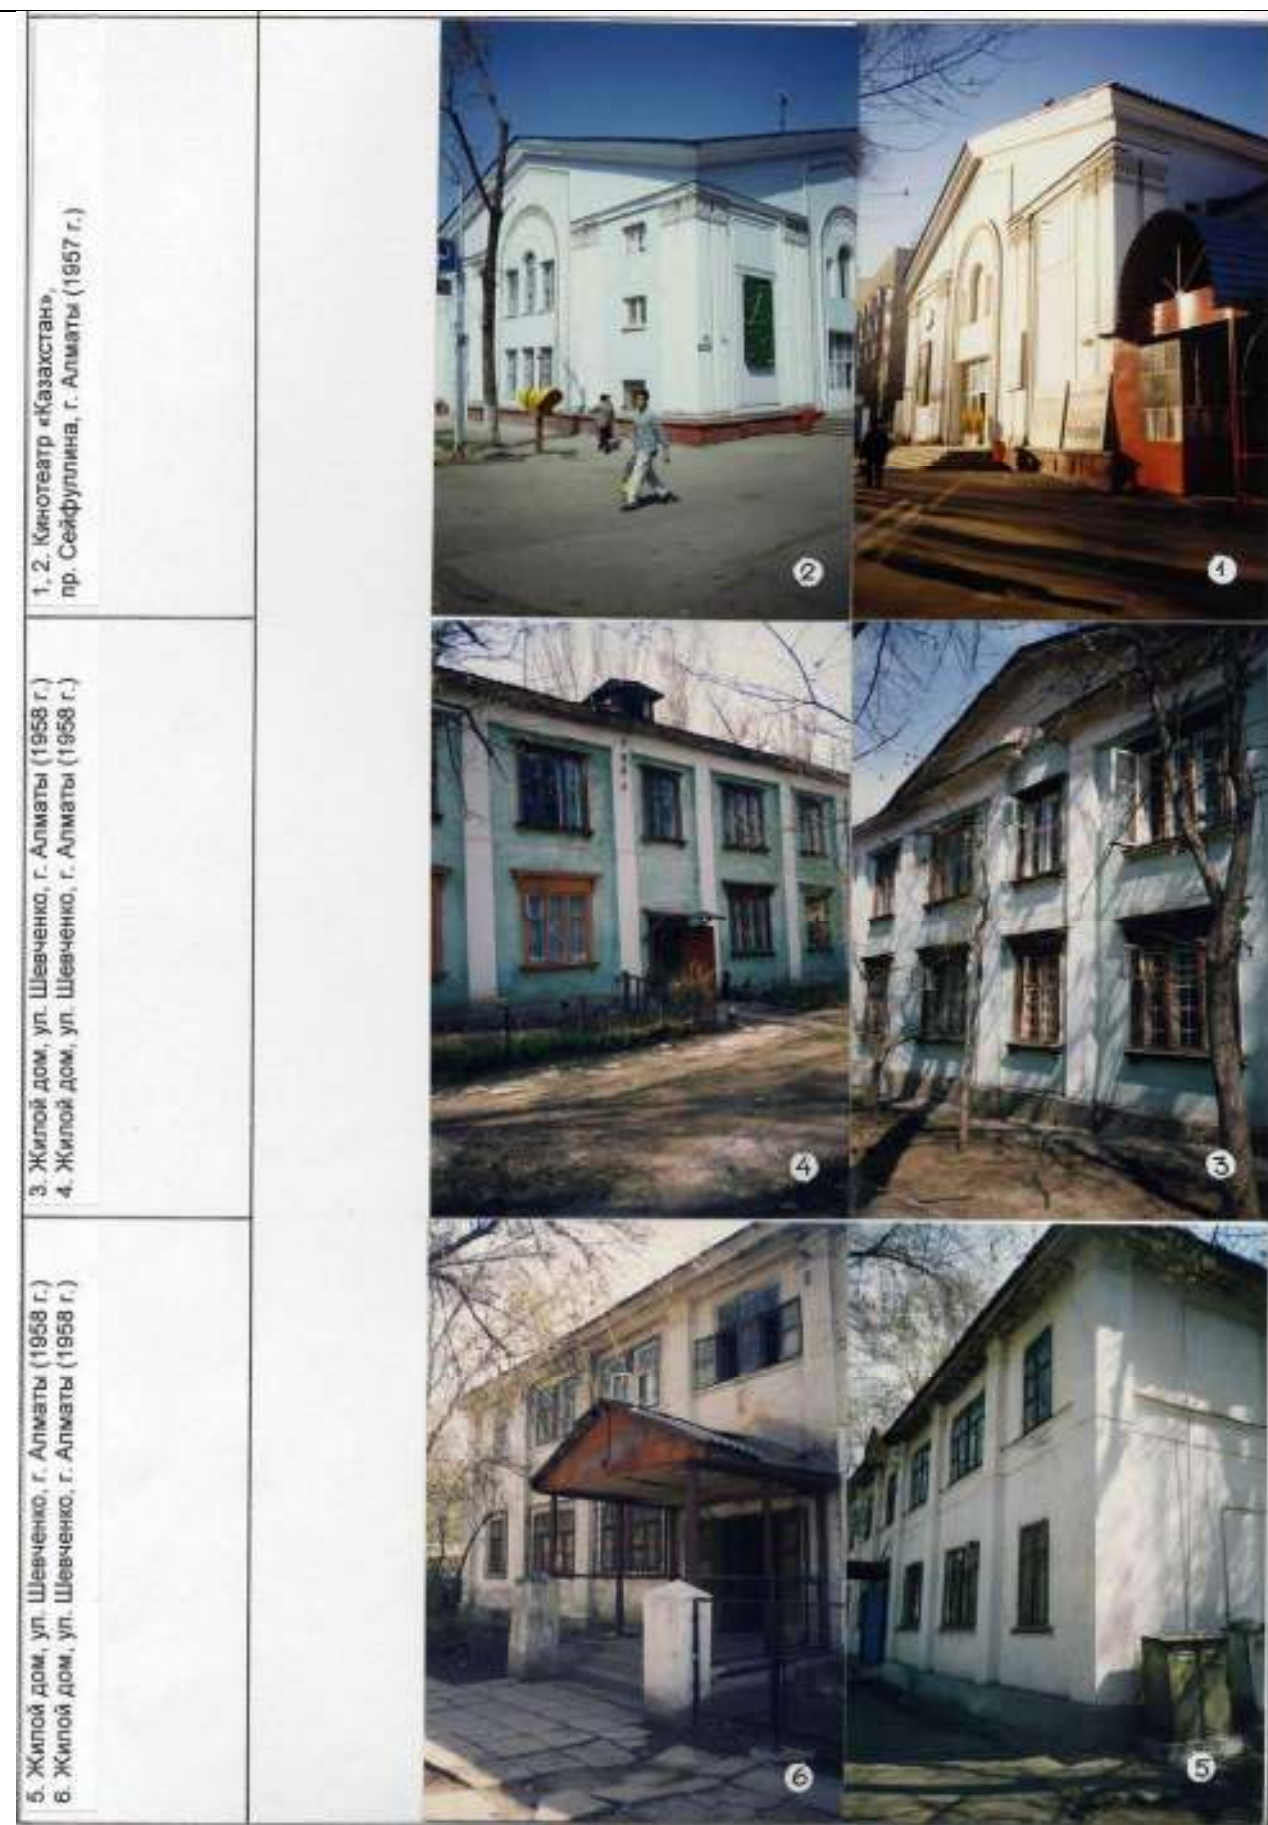 1, 2. Кинотеатр «Казахстан»,
пр. Сейфуллина, г. Алматы (1957 г.)
2
1
3. Жилой дом, ул. Шевченко, г. Алматы (1958 г.)
4. Жилой дом, ул. Шевченко, г. Алматы (1958 г.)
4
3
5. Жилой дом, ул. Шевченко, г. Алматы (1958 г.)
6. Жилой дом, ул. Шевченко, г. Алматы (1958 г.)
6
5